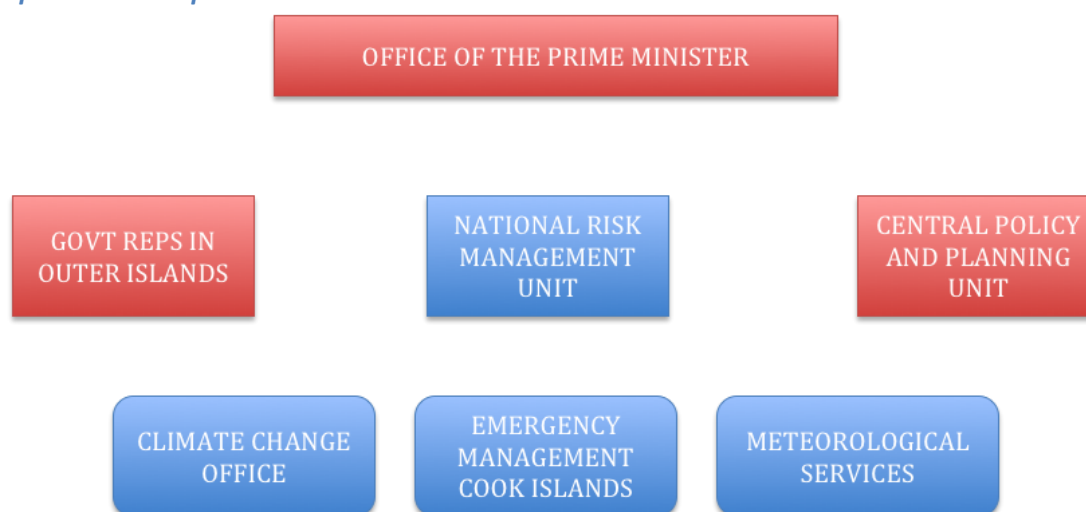 OFFICE OF THE PRIME MINISTER
GOVT REPS IN
OUTER ISLANDS
NATIONAL RISK
MANAGEMENT
UNIT
CENTRAL POLICY
AND PLANNING
UNIT
CLIMATE CHANGE
OFFICE
EMERGENCY
MANAGEMENT
COOK ISLANDS
METEOROLOGICAL
SERVICES